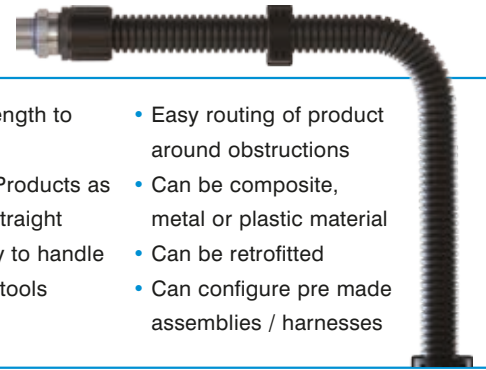 ength to
Products as
traight
y to handle
tools
• Easy routing of product
around obstructions
• Can be composite,
metal or plastic material
• Can be retrofitted
• Can configure pre made
assemblies / harnesses